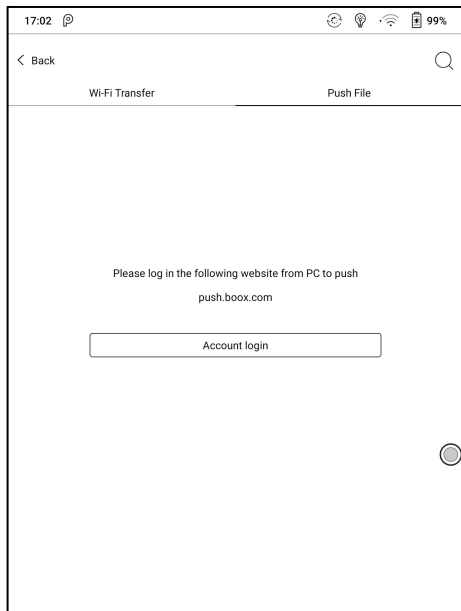 17:02 99%
Back
Wi-Fi Transfer Push File
Please log in the following website from PC to push
push.boox.com
Account login